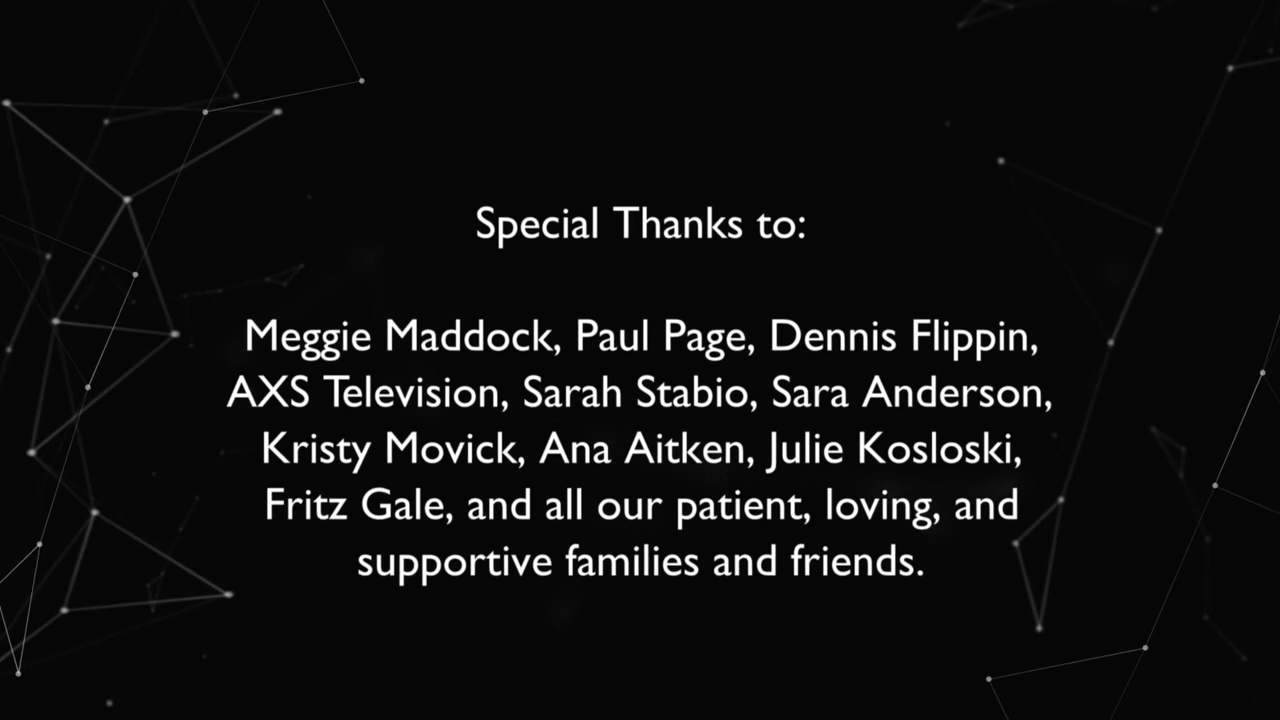 Special Thanks to:
Meggie Maddock, Paul Page, Dennis Flippin,
AXS Television, Sarah Stabio, Sara Anderson,
Kristy Movick, Ana Aitken, Julie Kosloski,
Fritz Gale, and all our patient, loving, and
supportive families and friends.